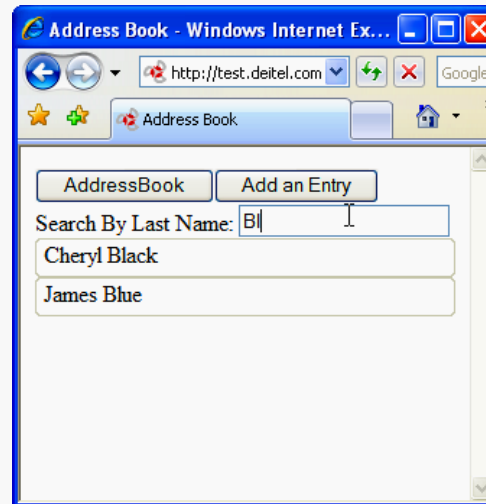 Address Book - Windows Internet Ex...
http://test.deitel.com
Google
Address Book
AddressBook
Add an Entry
Search By Last Name: Bl
Cheryl Black
James Blue